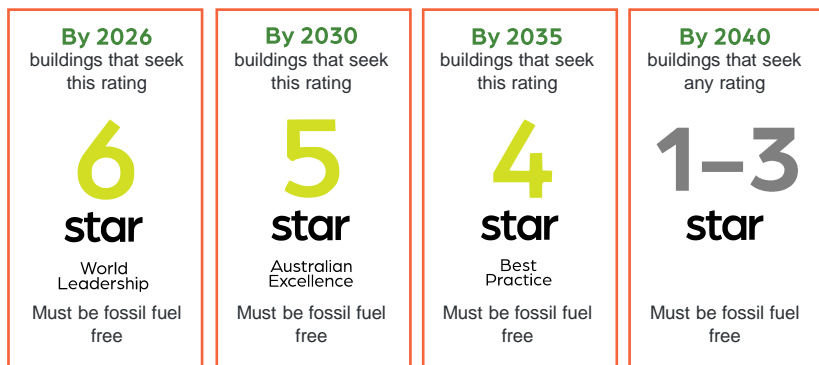 By 2026
buildings that seek
this rating
6
star
World
Leadership
Must be fossil fuel
free
By 2030
buildings that seek
this rating
5
star
Australian
Excellence
Must be fossil fuel
free
By 2035
buildings that seek
this rating
4
star
Best
Practice
Must be fossil fuel
free
By 2040
buildings that seek
any rating
1–3
star
Must be fossil fuel
free